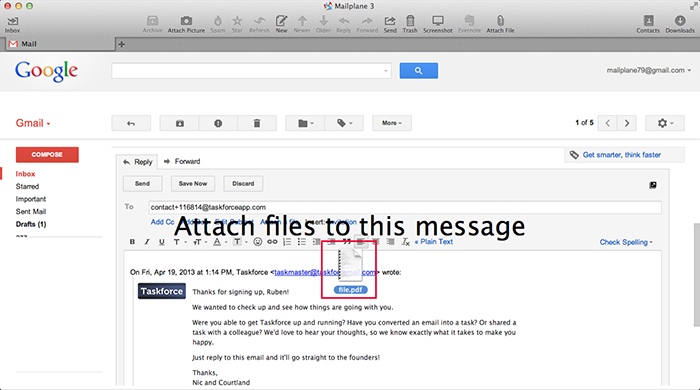 Mailplane 3
Inbox
Archive Attach Picture Spam Star Refresh New Newer Older Reply Forward Send Trash Screenshot Evernote Attach File
Contacts Downloads
Mail
Google
mailplane79@gmail.com
Gmail
More
1 of 5
COMPOSE
Inbox
Starred
Important
Sent Mail
Drafts (1)
Reply Forward
Get smarter, think faster
Send Save Now Discard
To contact+116814@taskforceapp.com
Add Cc
Attach files to this message
B I U T T A T
« Plain Text
Check Spelling
On Fri, Apr 19, 2013 at 1:14 PM, Taskforce <taskmaster@taskfor .com> wrote:
file.pdf
Taskforce
Thanks for signing up, Ruben!
We wanted to check up and see how things are going with you.
Were you able to get Taskforce up and running? Have you converted an email into a task? Or shared a
task with a colleague? We'd love to hear your thoughts, so we know exactly what it takes to make you
happy.
Just reply to this email and it'll go straight to the founders!
Thanks,
Nic and Courtland